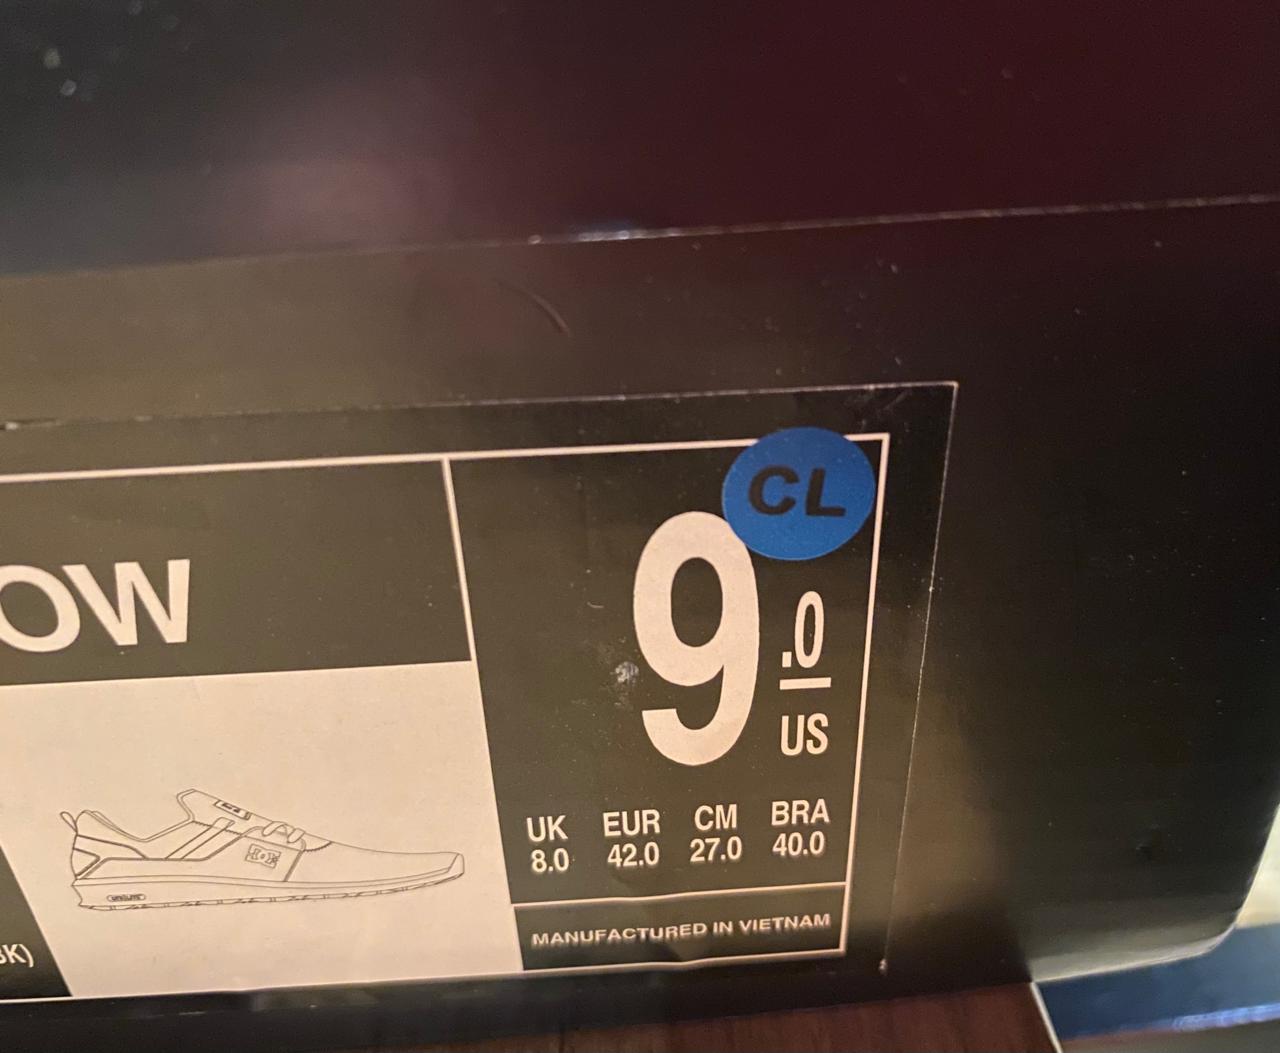 CL
OW
9.0
US
UK EUR CM BRA
8.0 42.0 27.0 40.0
MANUFACTURED IN VIETNAM
BK)